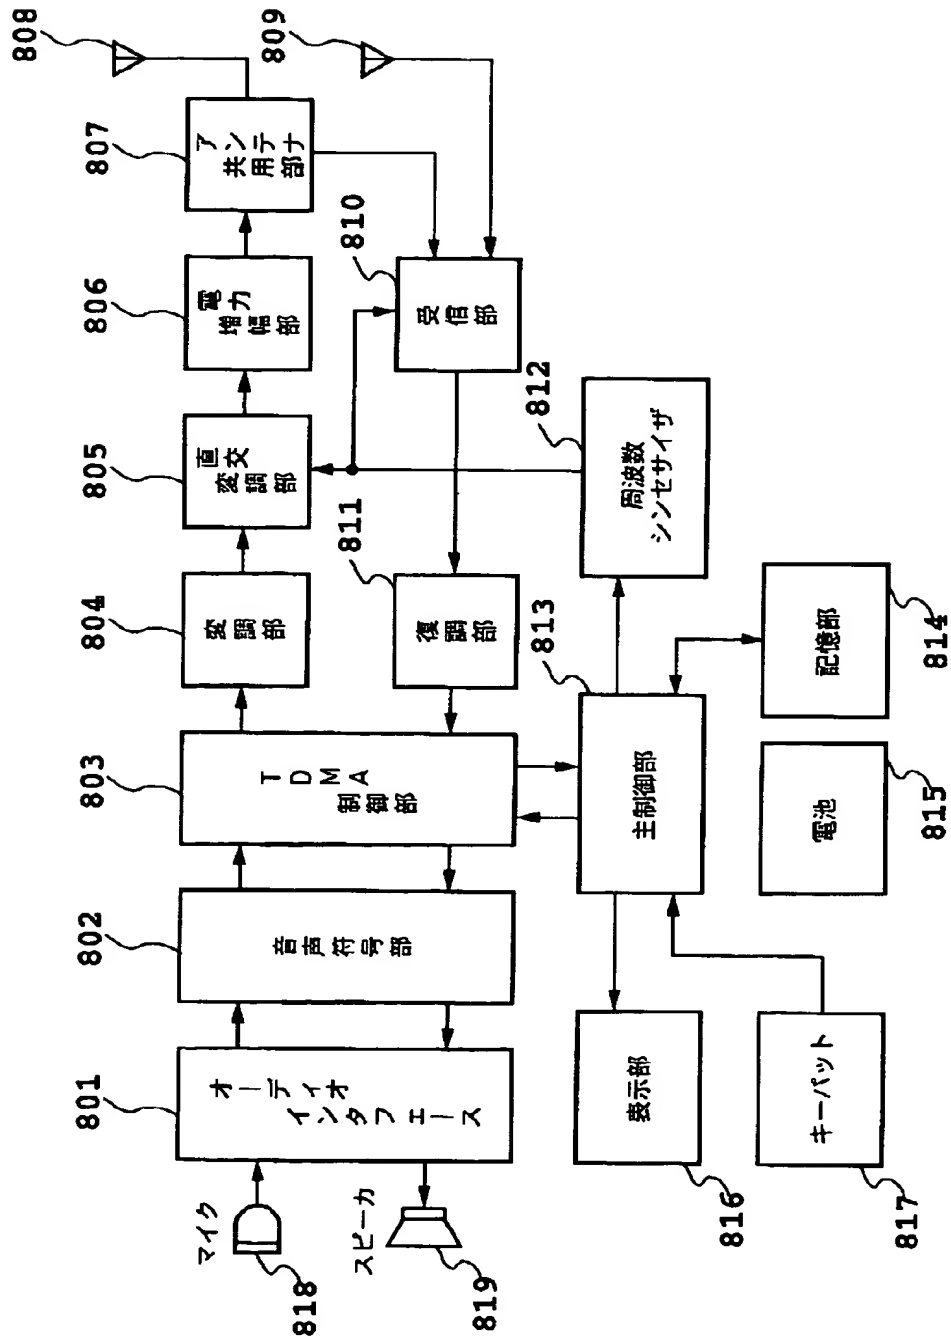 808
809
807
アンテナ
共用部
810
806
電力
増幅部
受信部
812
805
直交
変調部
周波数
シンセサイザ
811
804
変調部
復調部
813
814
記憶部
803
TDMA
制御部
主制御部
815
電池
802
音声符号部
801
オーディオ
インタフェース
表示部
キーパット
816
817
マイク
スピーカ
818
819